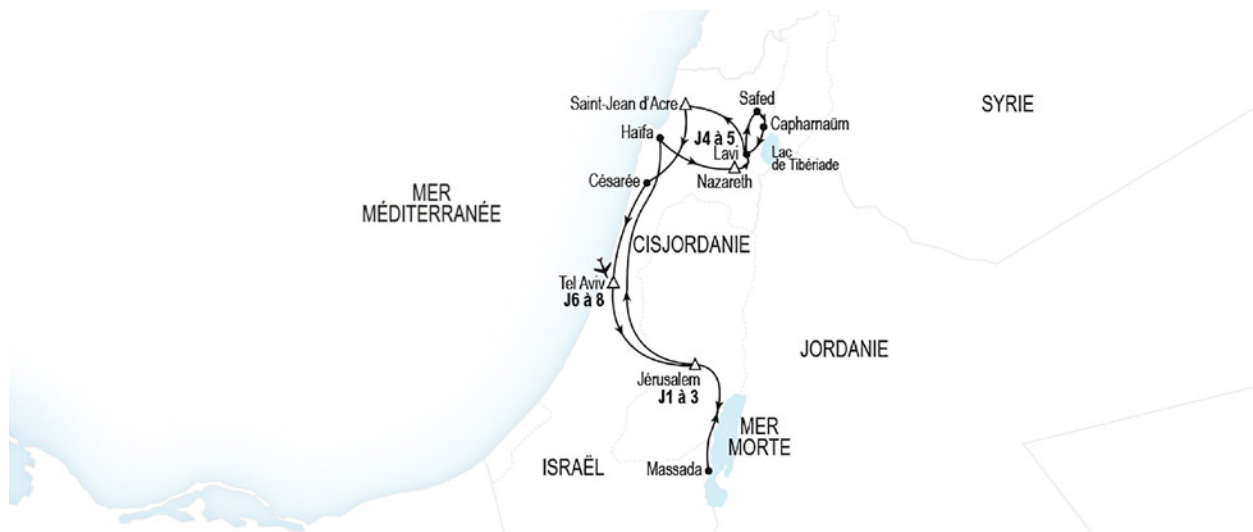 Safed
SYRIE
Saint-Jean d'Acre
Capharnaüm
Haïfa
J4 à 5
Lavi
Lac
de Tibériade
Nazareth
Césarée
MER
MÉDITERRANÉE
CISJORDANIE
Tel Aviv
J6 à 8
JORDANIE
Jérusalem
J1 à 3
MER
MORTE
ISRAËL
Massada